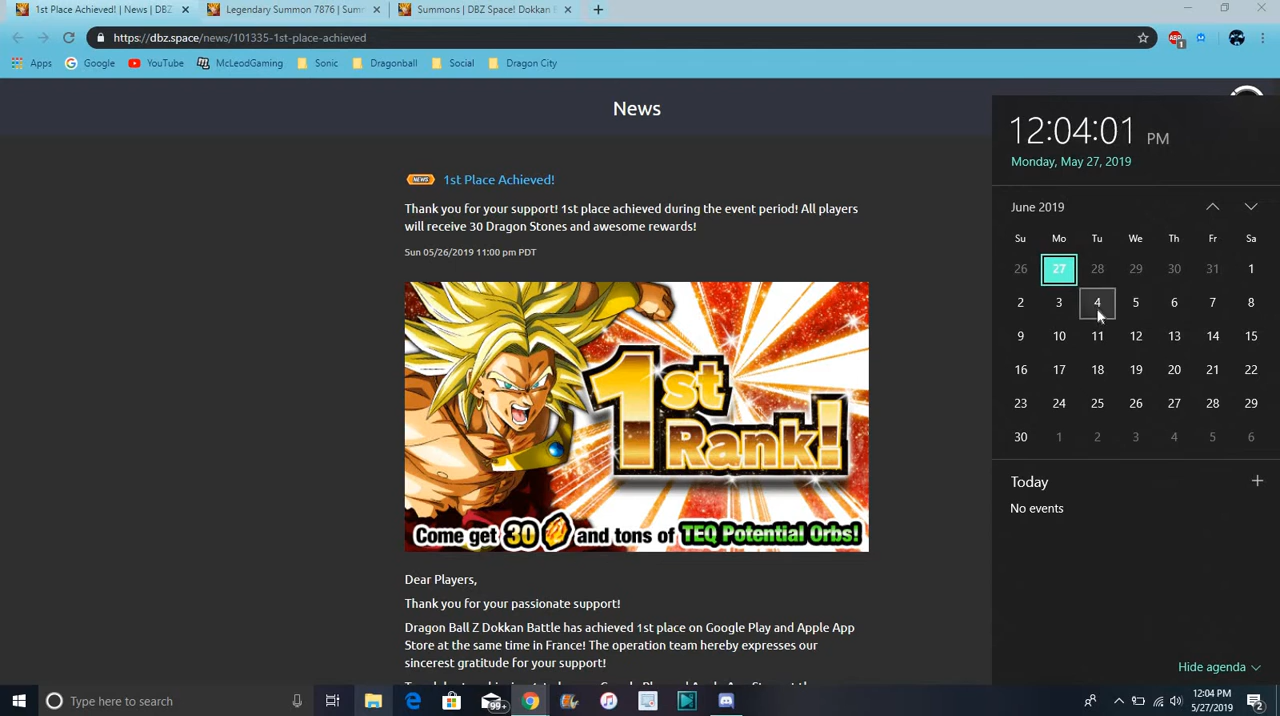 1st Place Achieved! | News | DBZ
Legendary Summon 7876 | Summ
Summons | DBZ Space! Dokkan
https://dbz.space/news/101335-1st-place-achieved
Apps Google YouTube McLeodGaming Sonic Dragonball Social Dragon City
News
NEWS 1st Place Achieved!
Thank you for your support! 1st place achieved during the event period! All players
will receive 30 Dragon Stones and awesome rewards!
Sun 05/26/2019 11:00 pm PDT
1st
Rank!
Come get 30 and tons of TEQ Potential Orbs!
Dear Players,
Thank you for your passionate support!
Dragon Ball Z Dokkan Battle has achieved 1st place on Google Play and Apple App
Store at the same time in France! The operation team hereby expresses our
sincerest gratitude for your support!
12:04:01 PM
Monday, May 27, 2019
June 2019
Su Mo Tu We Th Fr Sa
26 27 28 29 30 31 1
2 3 4 5 6 7 8
9 10 11 12 13 14 15
16 17 18 19 20 21 22
23 24 25 26 27 28 29
30 1 2 3 4 5 6
Today
No events
Hide agenda
Type here to search
99+
12:04 PM
5/27/2019
2